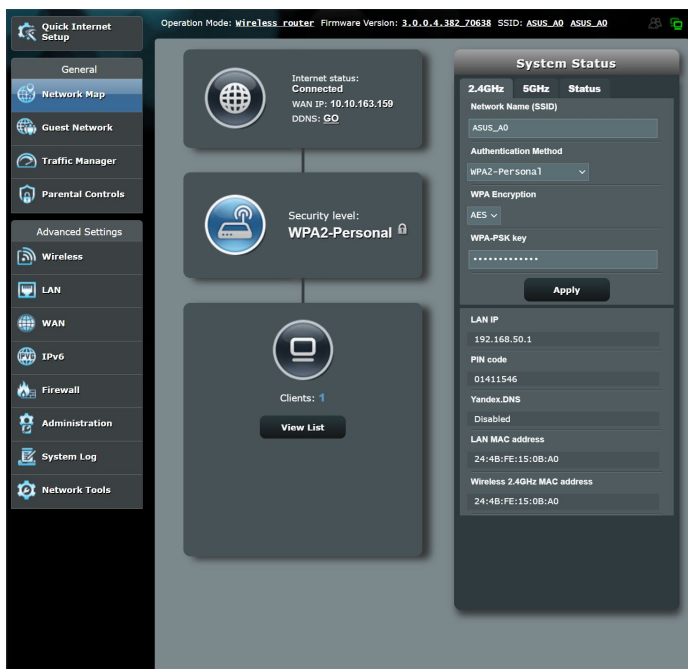 Quick Internet
Setup
General
Network Map
Guest Network
Traffic Manager
Parental Controls
Advanced Settings
Wireless
LAN
WAN
IPv6
Firewall
Administration
System Log
Network Tools
Operation Mode: Wireless router Firmware Version: 3.0.0.4.382_70638 SSID: ASUS_A0 ASUS_A0
Internet status:
Connected
WAN IP: 10.10.163.159
DDNS: GO
Security level:
WPA2-Personal
Clients: 1
View List
System Status
2.4GHz 5GHz Status
Network Name (SSID)
ASUS_A0
Authentication Method
WPA2-Personal
WPA Encryption
AES
WPA-PSK key
•••••••••••••
Apply
LAN IP
192.168.50.1
PIN code
01411546
Yandex.DNS
Disabled
LAN MAC address
24:4B:FE:15:0B:A0
Wireless 2.4GHz MAC address
24:4B:FE:15:0B:A0